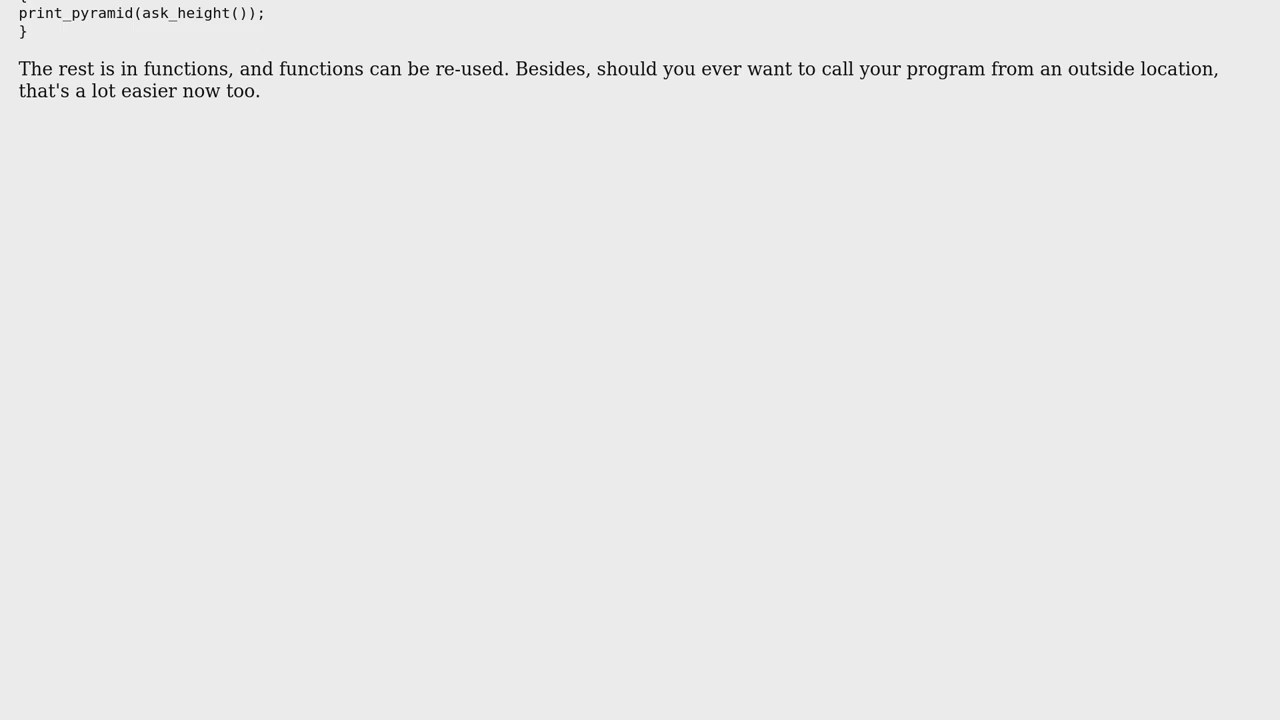 {
print_pyramid(ask_height());
}
The rest is in functions, and functions can be re-used. Besides, should you ever want to call your program from an outside location,
that's a lot easier now too.